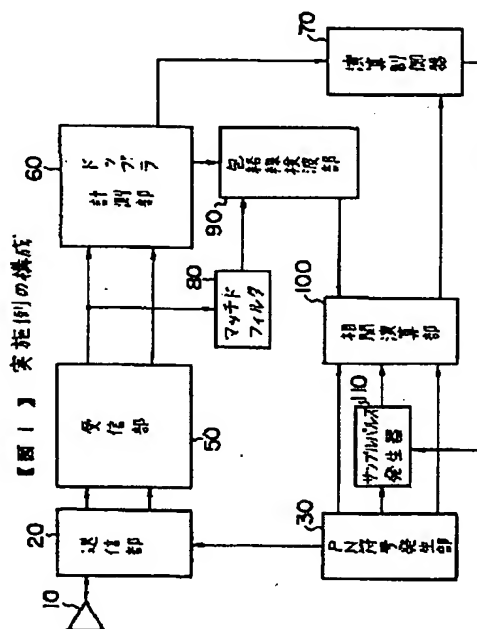 【図1】 実施例の構成
10
20
送信部
50
受信部
60
ドップラ
計測部
70
演算制御器
80
マッチド
フィルタ
90
包絡線検波部
100
相関演算部
110
サンプルパルス
発生器
30
PN符号発生部